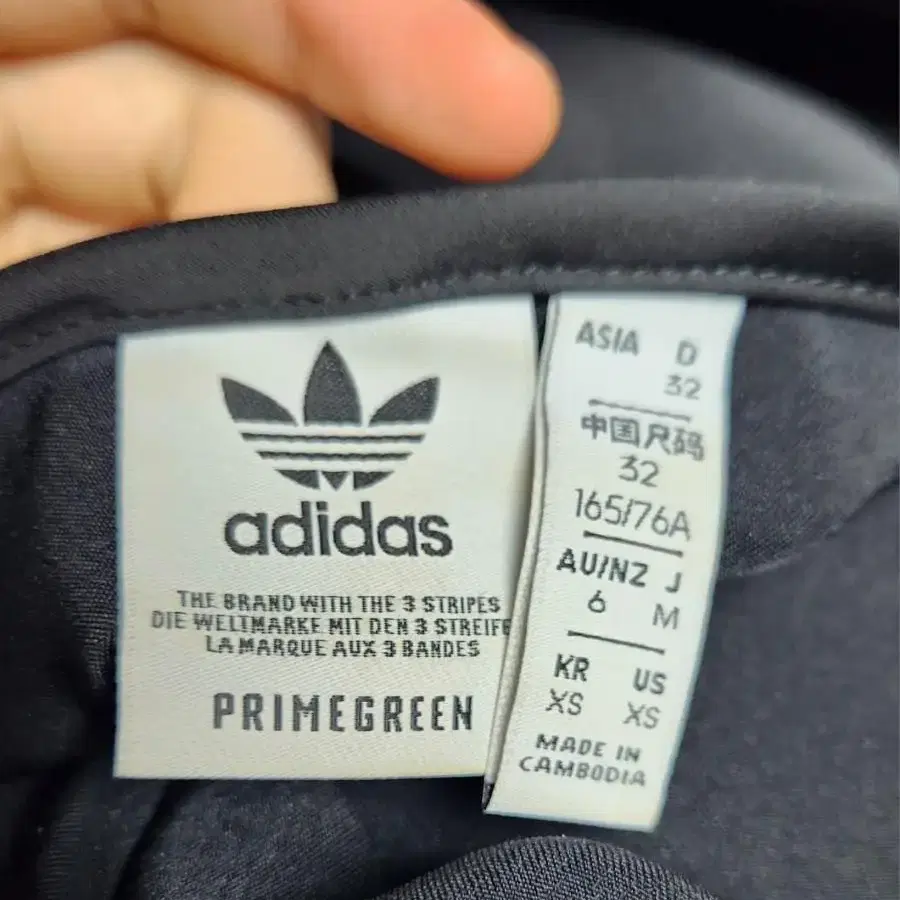 adidas
THE BRAND WITH THE 3 STRIPES
DIE WELTMARKE MIT DEN 3 STREIFE
LA MARQUE AUX 3 BANDES
PRIMEGREEN
ASIA D
32
中国尺码
32
165/76A
AU/NZ J
6 M
KR US
XS XS
MADE IN
CAMBODIA